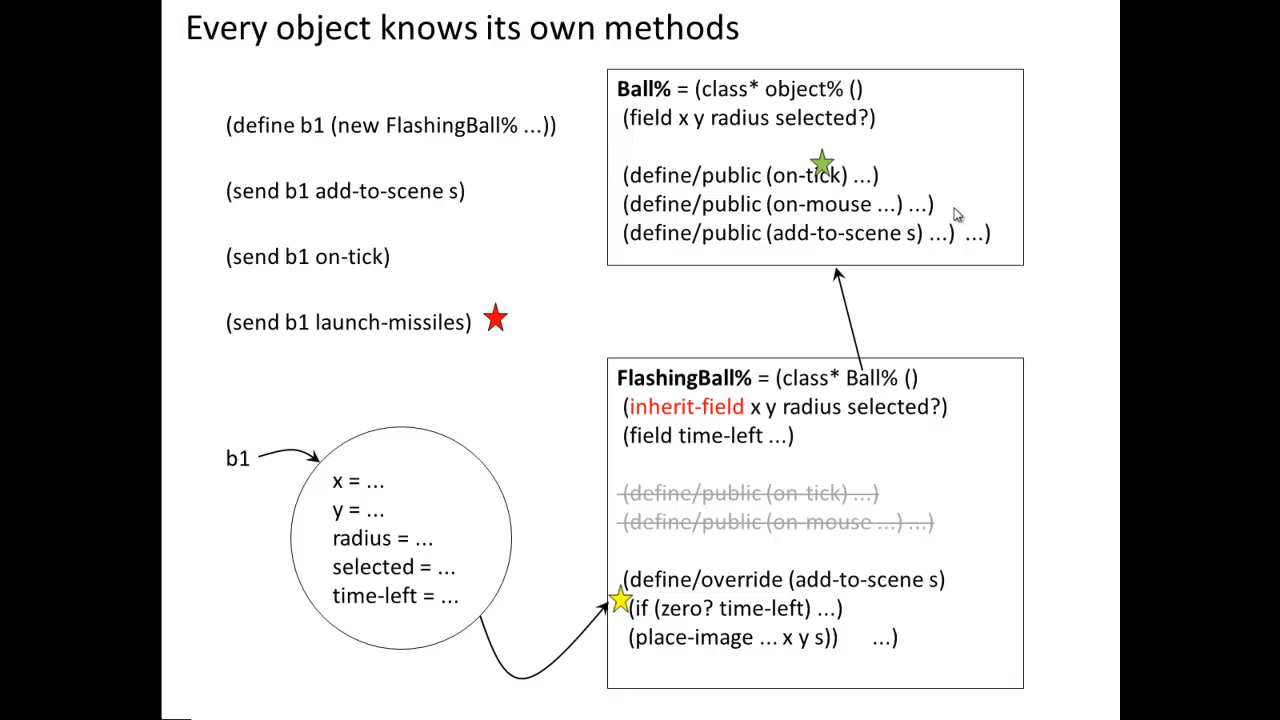 Every object knows its own methods
(define b1 (new FlashingBall% ...))
(send b1 add-to-scene s)
(send b1 on-tick)
(send b1 launch-missiles)
Ball% = (class* object% ()
(field x y radius selected?)
(define/public (on-tick) ...)
(define/public (on-mouse ...) ...)
(define/public (add-to-scene s) ...) ...)
FlashingBall% = (class* Ball% ()
(inherit-field x y radius selected?)
(field time-left ...)
(define/public (on-tick) ...)
(define/public (on-mouse ...) ...)
(define/override (add-to-scene s)
(if (zero? time-left) ...)
(place-image ... x y s)) ...)
b1
x = ...
y = ...
radius = ...
selected = ...
time-left = ...